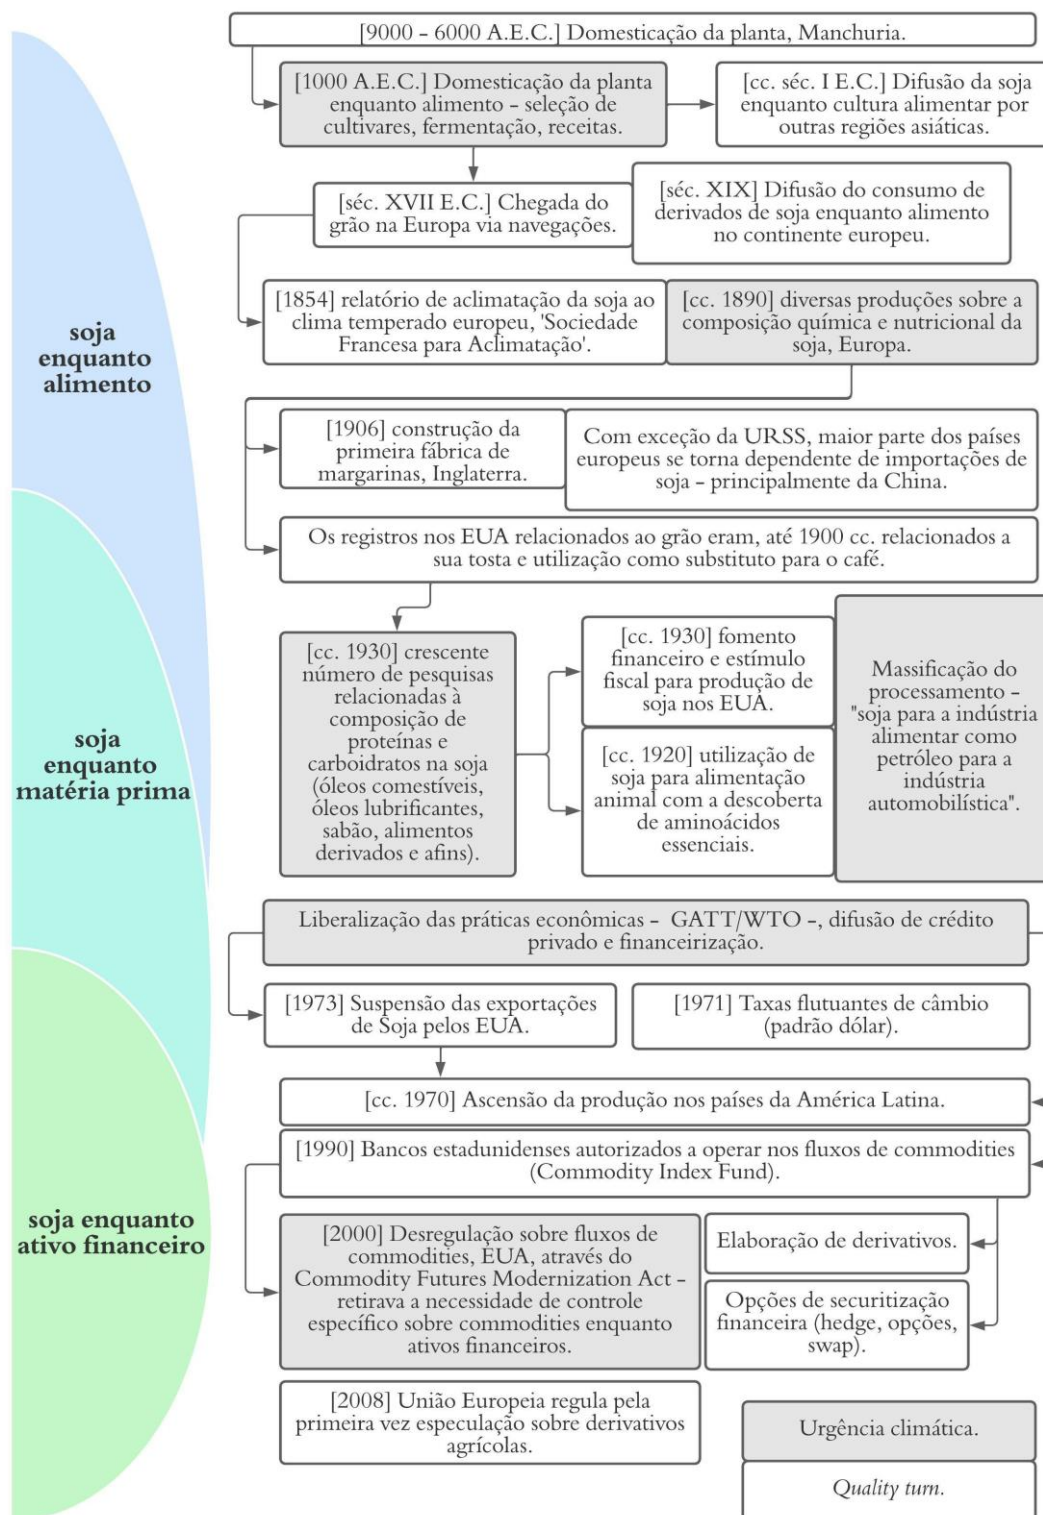 [9000 - 6000 A.E.C.] Domesticação da planta, Manchuria.
[1000 A.E.C.] Domesticação da planta
enquanto alimento - seleção de
cultivares, fermentação, receitas.
[cc. séc. I E.C.] Difusão da soja
enquanto cultura alimentar por
outras regiões asiáticas.
[séc. XVII E.C.] Chegada do
grão na Europa via navegações.
[séc. XIX] Difusão do consumo de
derivados de soja enquanto alimento
no continente europeu.
[1854] relatório de aclimatação da soja ao
clima temperado europeu, 'Sociedade
Francesa para Aclimatação'.
[cc. 1890] diversas produções sobre a
composição química e nutricional da
soja, Europa.
soja
enquanto
alimento
[1906] construção da
primeira fábrica de
margarinas, Inglaterra.
Com exceção da URSS, maior parte dos países
europeus se torna dependente de importações de
soja - principalmente da China.
Os registros nos EUA relacionados ao grão eram, até 1900 cc. relacionados a
sua tosta e utilização como substituto para o café.
[cc. 1930] crescente
número de pesquisas
relacionadas à
composição de
proteínas e
carboidratos na soja
(óleos comestíveis,
óleos lubrificantes,
sabão, alimentos
derivados e afins).
[cc. 1930] fomento
financeiro e estímulo
fiscal para produção de
soja nos EUA.
[cc. 1920] utilização de
soja para alimentação
animal com a descoberta
de aminoácidos
essenciais.
Massificação do
processamento -
"soja para a indústria
alimentar como
petróleo para a
indústria
automobilística".
soja
enquanto
matéria prima
Liberalização das práticas econômicas - GATT/WTO -, difusão de crédito
privado e financeirização.
[1973] Suspensão das exportações
de Soja pelos EUA.
[1971] Taxas flutuantes de câmbio
(padrão dólar).
[cc. 1970] Ascensão da produção nos países da América Latina.
[1990] Bancos estadunidenses autorizados a operar nos fluxos de commodities
(Commodity Index Fund).
soja enquanto
ativo financeiro
[2000] Desregulação sobre fluxos de
commodities, EUA, através do
Commodity Futures Modernization Act -
retirava a necessidade de controle
específico sobre commodities enquanto
ativos financeiros.
Elaboração de derivativos.
Opções de securitização
financeira (hedge, opções,
swap).
[2008] União Europeia regula pela
primeira vez especulação sobre derivativos
agrícolas.
Urgência climática.
Quality turn.